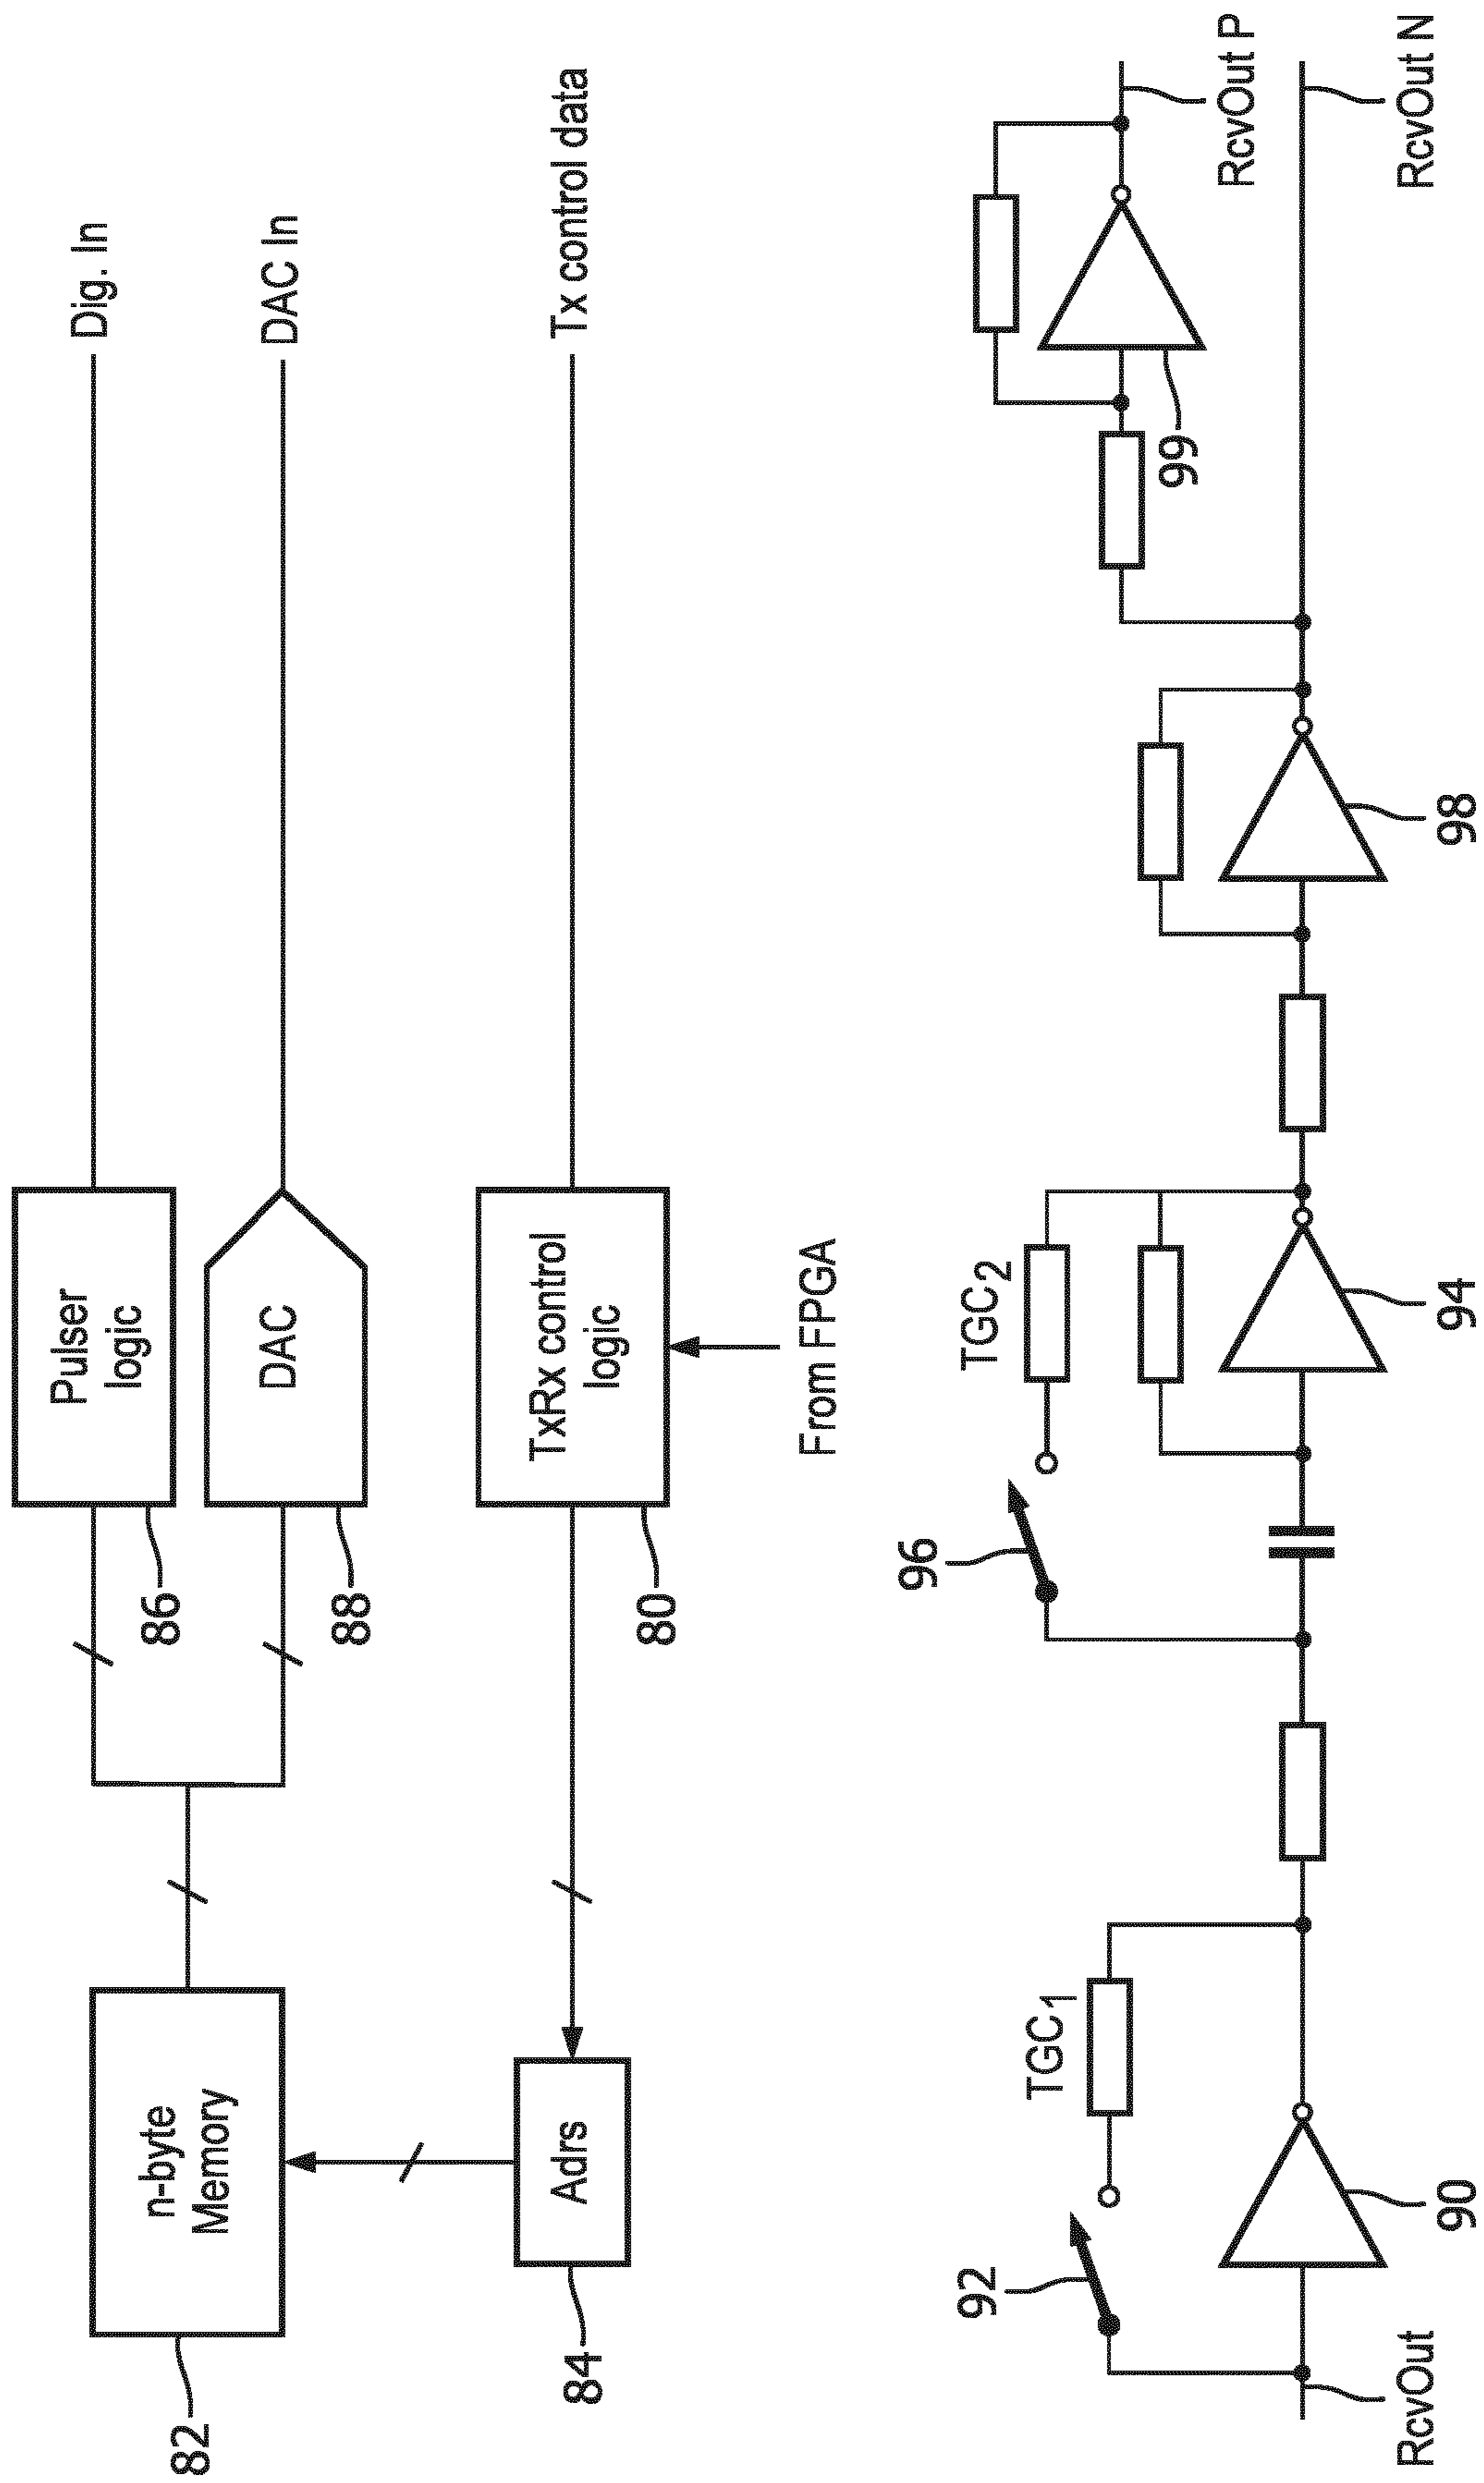 82
n-byte
Memory
84
Adrs
86
Pulser
logic
Dig. In
88
DAC
DAC In
80
TxRx control
logic
Tx control data
From FPGA
92
TGC1
96
TGC2
RcvOut
90
94
98
99
RcvOut P
RcvOut N